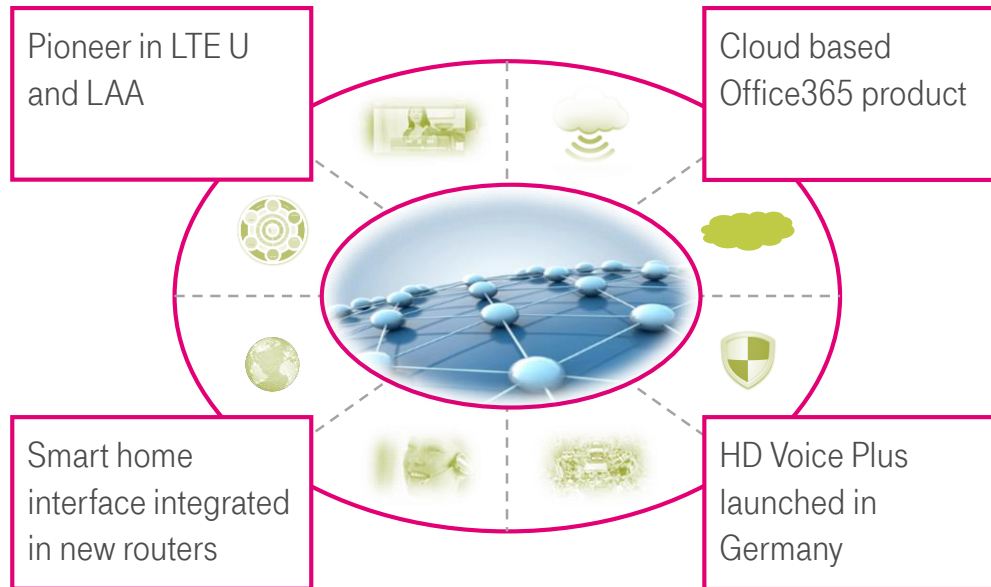 Pioneer in LTE U
and LAA
Cloud based
Office365 product
Smart home
interface integrated
in new routers
HD Voice Plus
launched in
Germany